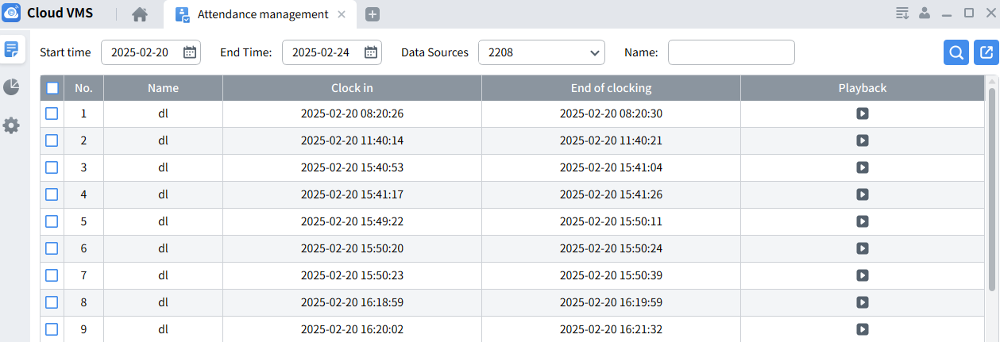 Cloud VMS Attendance management
Start time 2025-02-20 End Time: 2025-02-24 Data Sources 2208 Name:
No. Name Clock in End of clocking Playback
1 dl 2025-02-20 08:20:26 2025-02-20 08:20:30
2 dl 2025-02-20 11:40:14 2025-02-20 11:40:21
3 dl 2025-02-20 15:40:53 2025-02-20 15:41:04
4 dl 2025-02-20 15:41:17 2025-02-20 15:41:26
5 dl 2025-02-20 15:49:22 2025-02-20 15:50:11
6 dl 2025-02-20 15:50:20 2025-02-20 15:50:24
7 dl 2025-02-20 15:50:23 2025-02-20 15:50:39
8 dl 2025-02-20 16:18:59 2025-02-20 16:19:59
9 dl 2025-02-20 16:20:02 2025-02-20 16:21:32